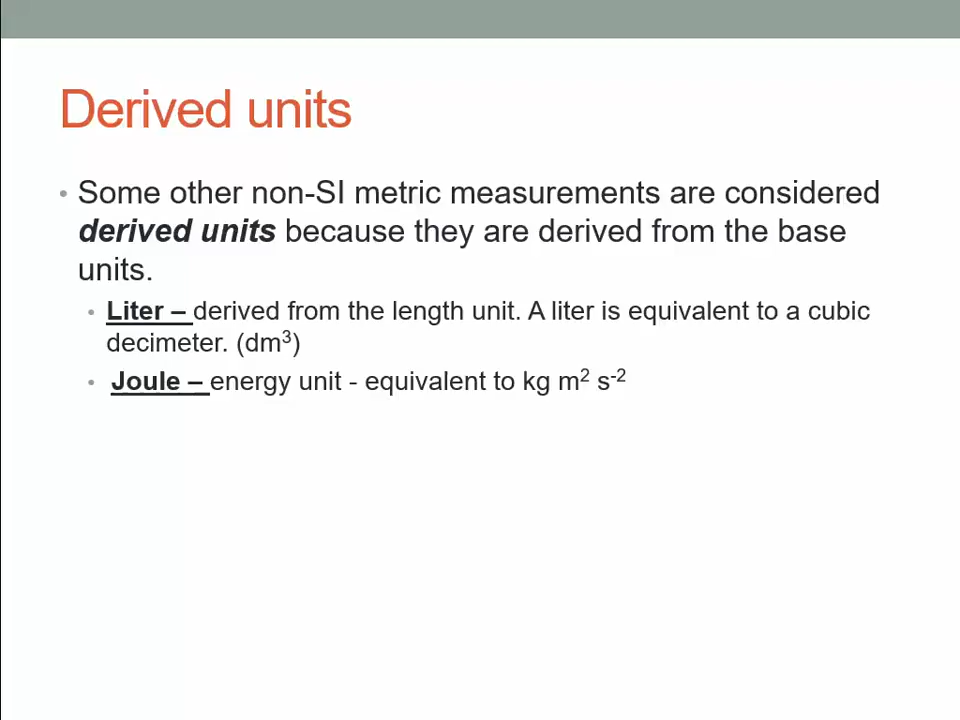 Derived units
• Some other non-SI metric measurements are considered
derived units because they are derived from the base
units.
• Liter – derived from the length unit. A liter is equivalent to a cubic
decimeter. (dm³)
• Joule – energy unit - equivalent to kg m² s⁻²